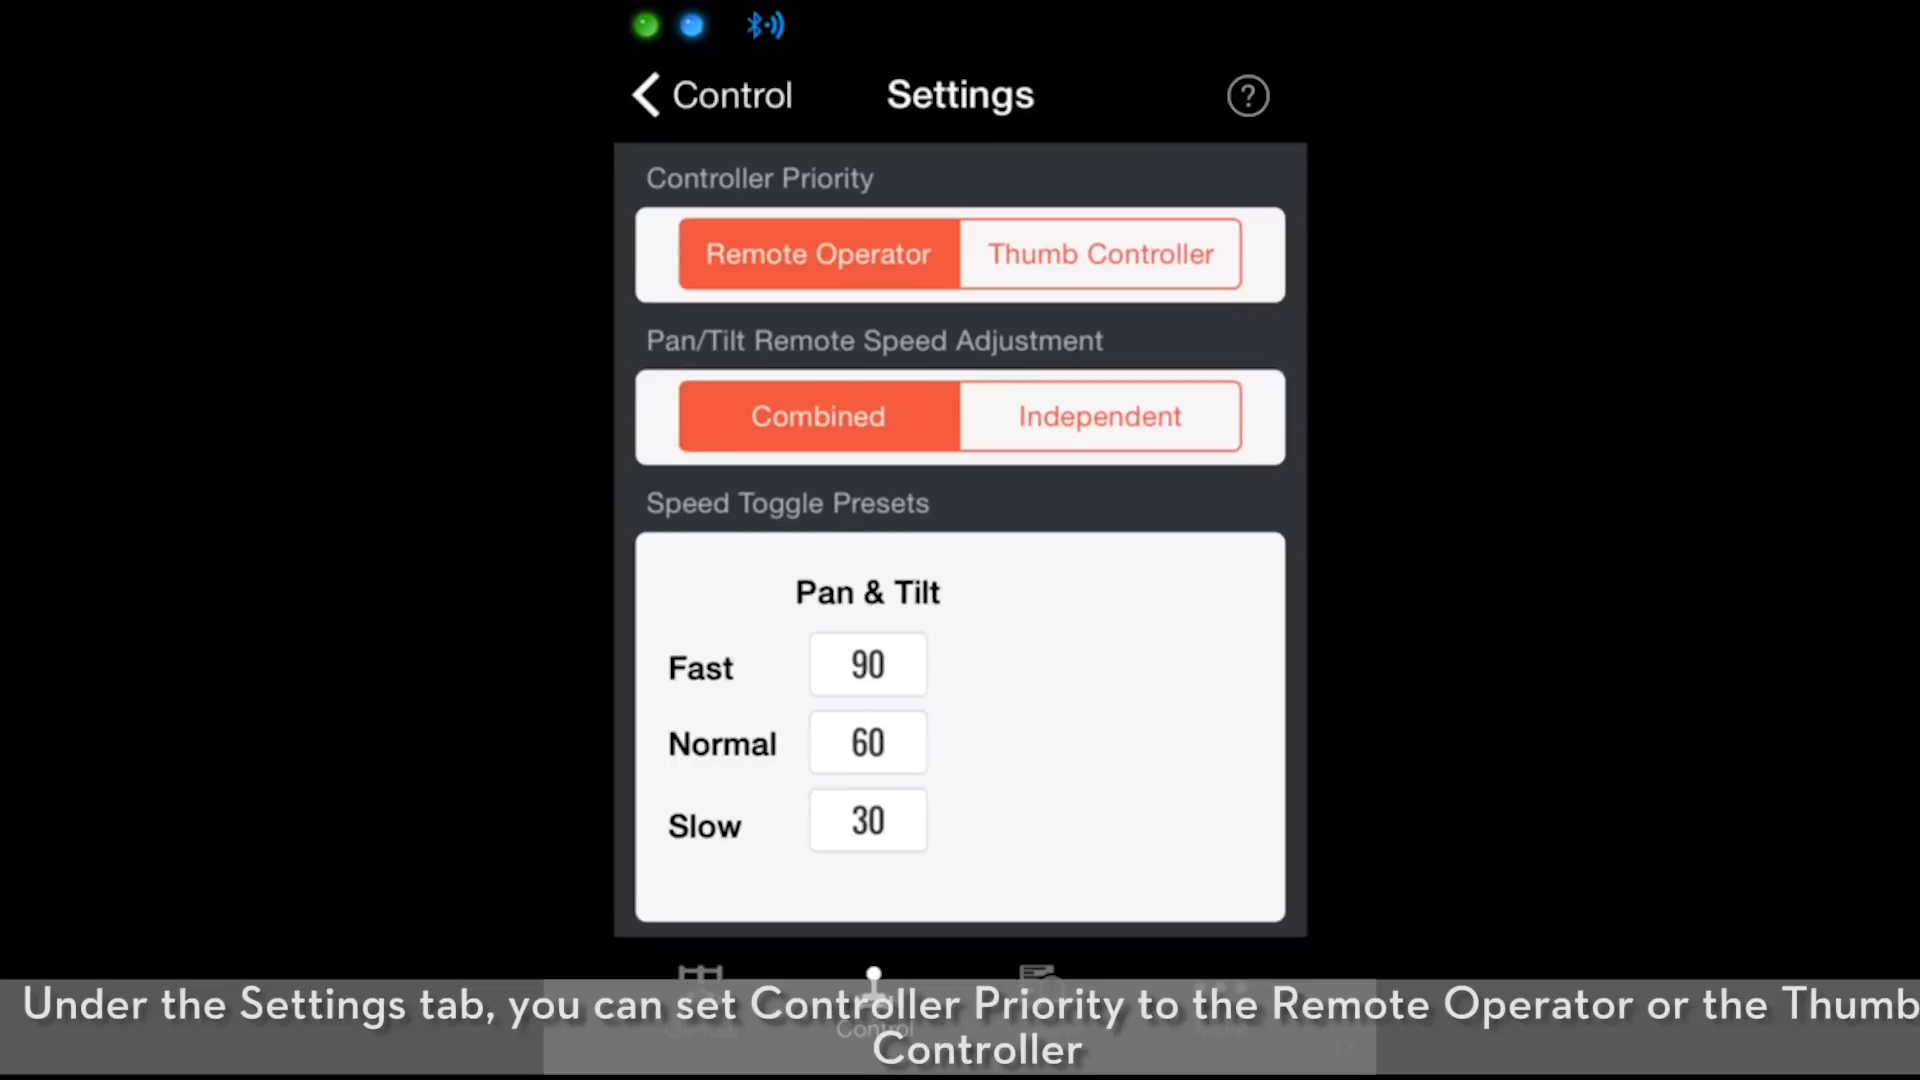 Control
Settings
?
Controller Priority
Remote Operator
Thumb Controller
Pan/Tilt Remote Speed Adjustment
Combined
Independent
Speed Toggle Presets
Pan & Tilt
Fast
90
Normal
60
Slow
30
Control
Under the Settings tab, you can set Controller Priority to the Remote Operator or the Thumb
Controller